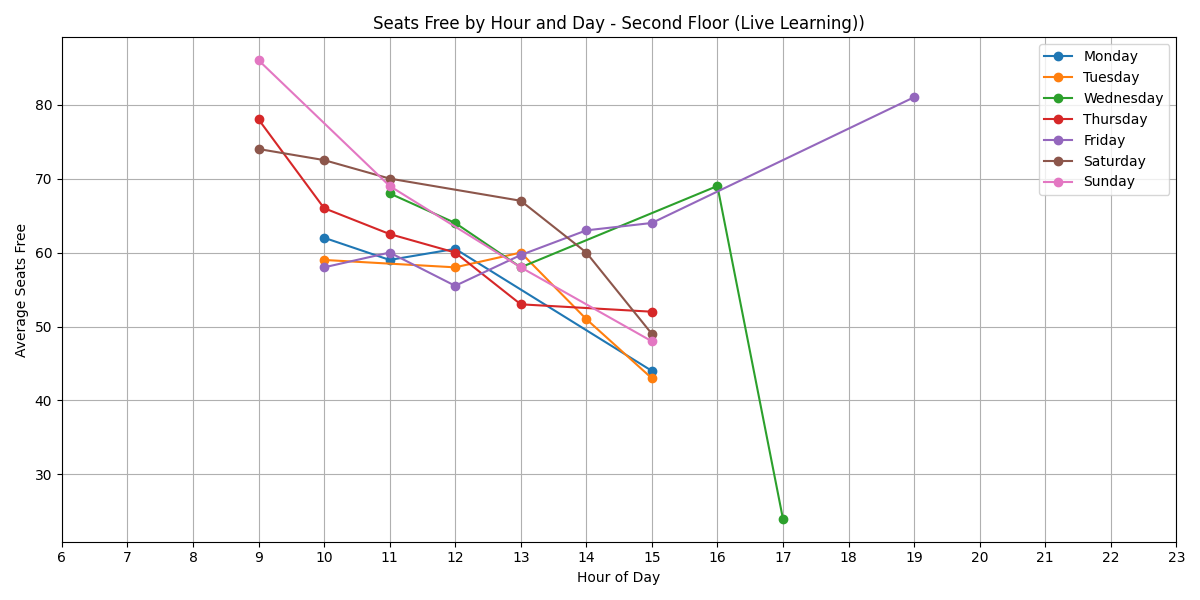 Seats Free by Hour and Day - Second Floor (Live Learning))
Average Seats Free
80
70
60
50
40
30
6 7 8 9 10 11 12 13 14 15 16 17 18 19 20 21 22 23
Hour of Day
Monday
Tuesday
Wednesday
Thursday
Friday
Saturday
Sunday